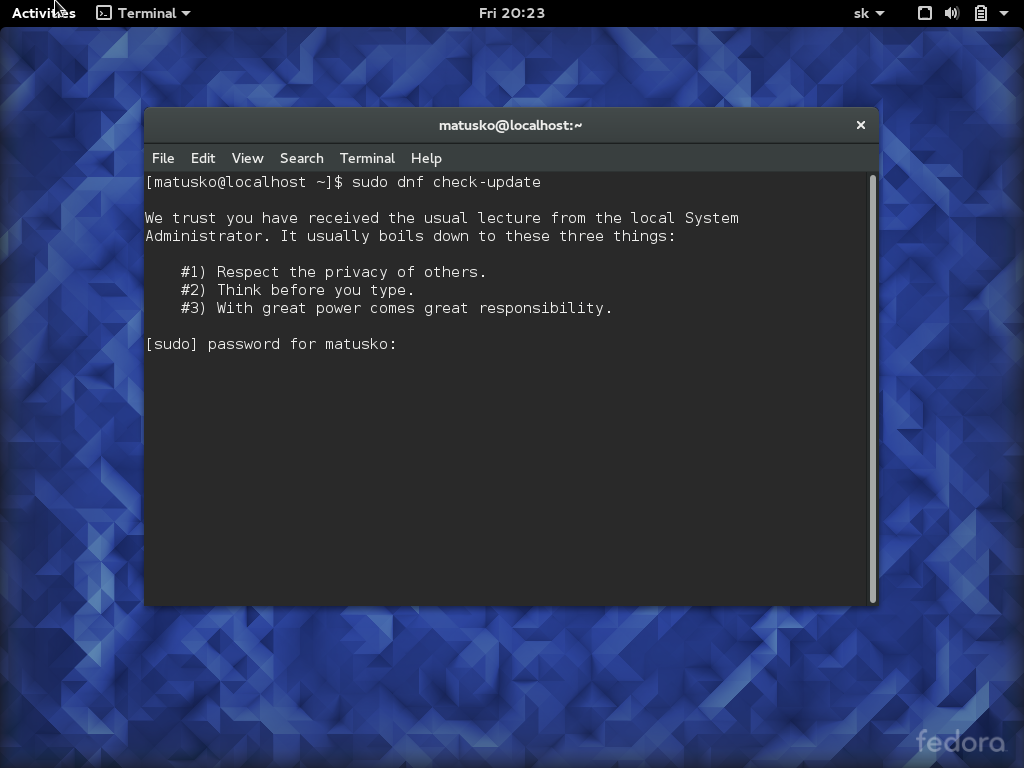 Activities Terminal Fri 20:23 sk
matusko@localhost:~
File Edit View Search Terminal Help
[matusko@localhost ~]$ sudo dnf check-update
We trust you have received the usual lecture from the local System
Administrator. It usually boils down to these three things:
#1) Respect the privacy of others.
#2) Think before you type.
#3) With great power comes great responsibility.
[sudo] password for matusko:
fedora